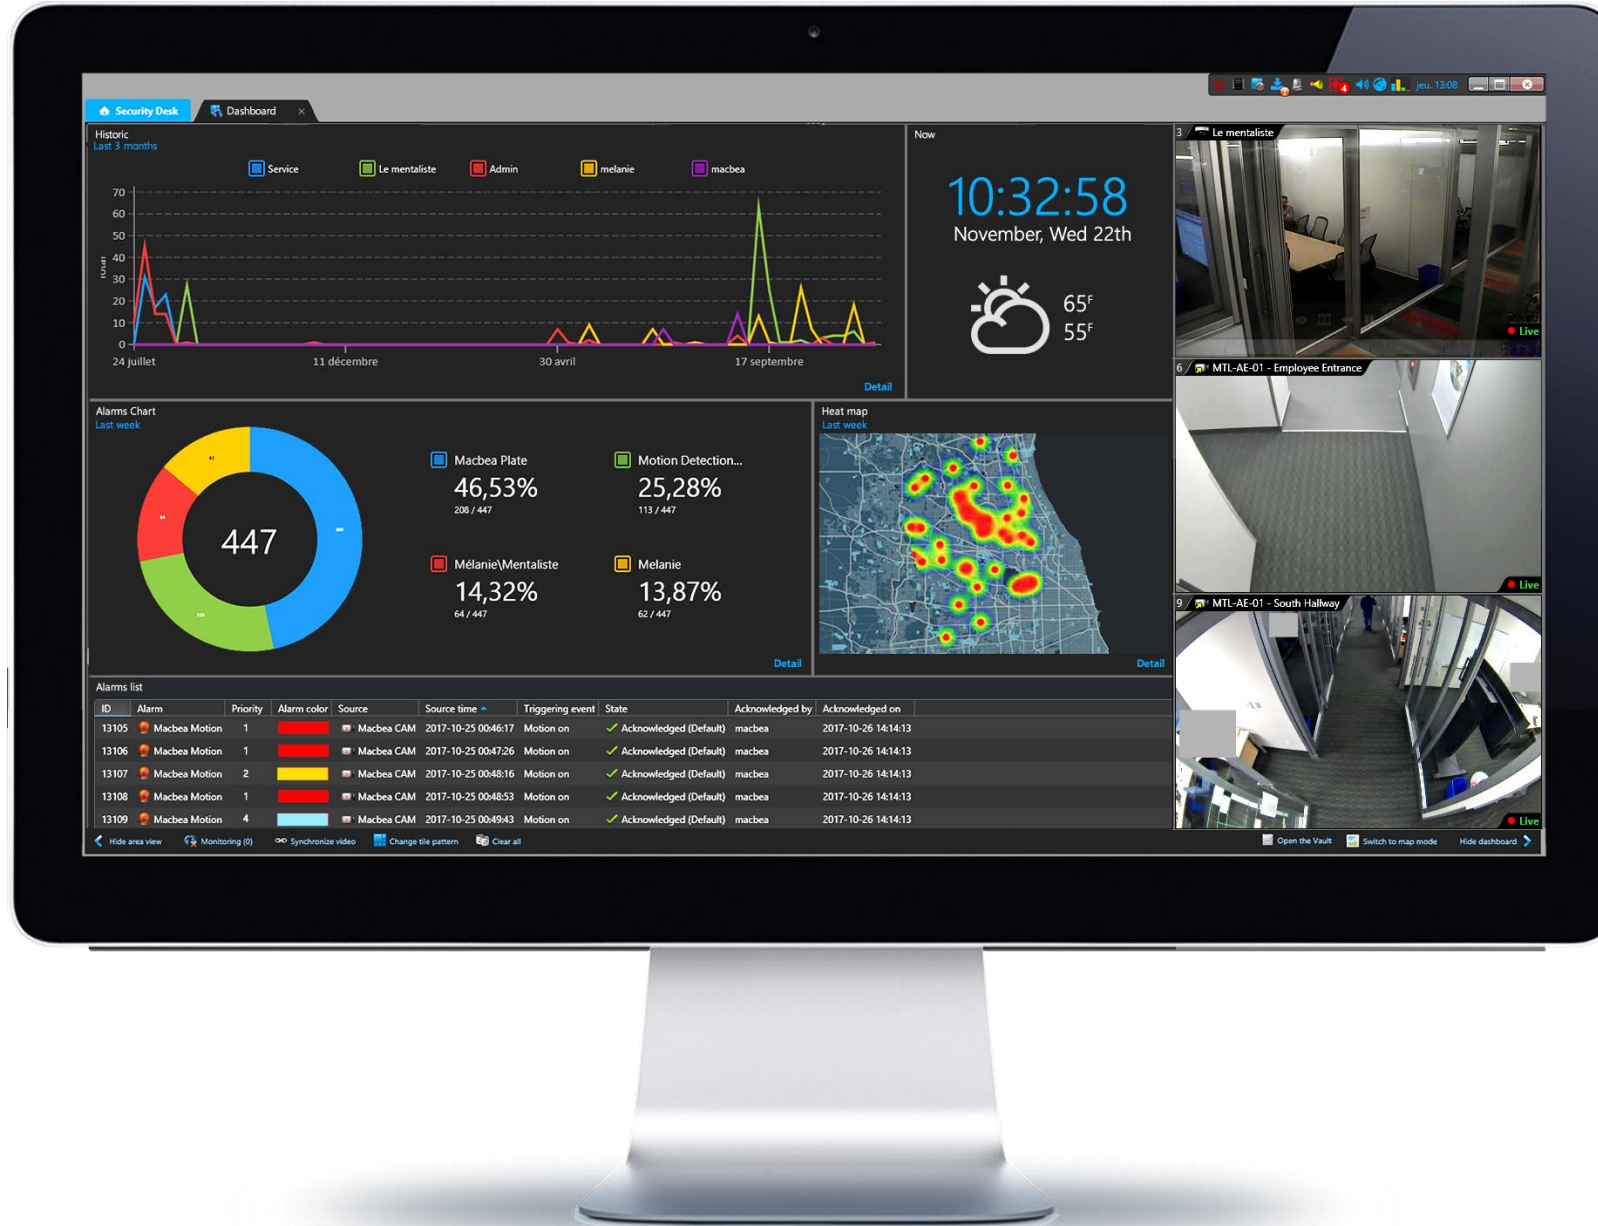 jeu. 13:08
Security Desk
Dashboard
Historic
Last 3 months
Service
Le mentaliste
Admin
melanie
macbea
70
60
50
40
30
20
10
0
Total
24 juillet
11 décembre
30 avril
17 septembre
Detail
Now
10:32:58
November, Wed 22th
65F
55F
3 Le mentaliste
Live
6 MTL-AE-01 - Employee Entrance
Live
9 MTL-AE-01 - South Hallway
Live
Alarms Chart
Last week
447
208
113
64
62
Macbea Plate
46,53%
208 / 447
Motion Detection...
25,28%
113 / 447
Mélanie\Mentaliste
14,32%
64 / 447
Melanie
13,87%
62 / 447
Detail
Heat map
Last week
Detail
Alarms list
ID Alarm Priority Alarm color Source Source time Triggering event State Acknowledged by Acknowledged on
13105 Macbea Motion 1 Macbea CAM 2017-10-25 00:46:17 Motion on Acknowledged (Default) macbea 2017-10-26 14:14:13
13106 Macbea Motion 1 Macbea CAM 2017-10-25 00:47:26 Motion on Acknowledged (Default) macbea 2017-10-26 14:14:13
13107 Macbea Motion 2 Macbea CAM 2017-10-25 00:48:16 Motion on Acknowledged (Default) macbea 2017-10-26 14:14:13
13108 Macbea Motion 1 Macbea CAM 2017-10-25 00:48:53 Motion on Acknowledged (Default) macbea 2017-10-26 14:14:13
13109 Macbea Motion 4 Macbea CAM 2017-10-25 00:49:43 Motion on Acknowledged (Default) macbea 2017-10-26 14:14:13
Hide area view Monitoring (0) Synchronize video Change tile pattern Clear all Open the Vault Switch to map mode Hide dashboard